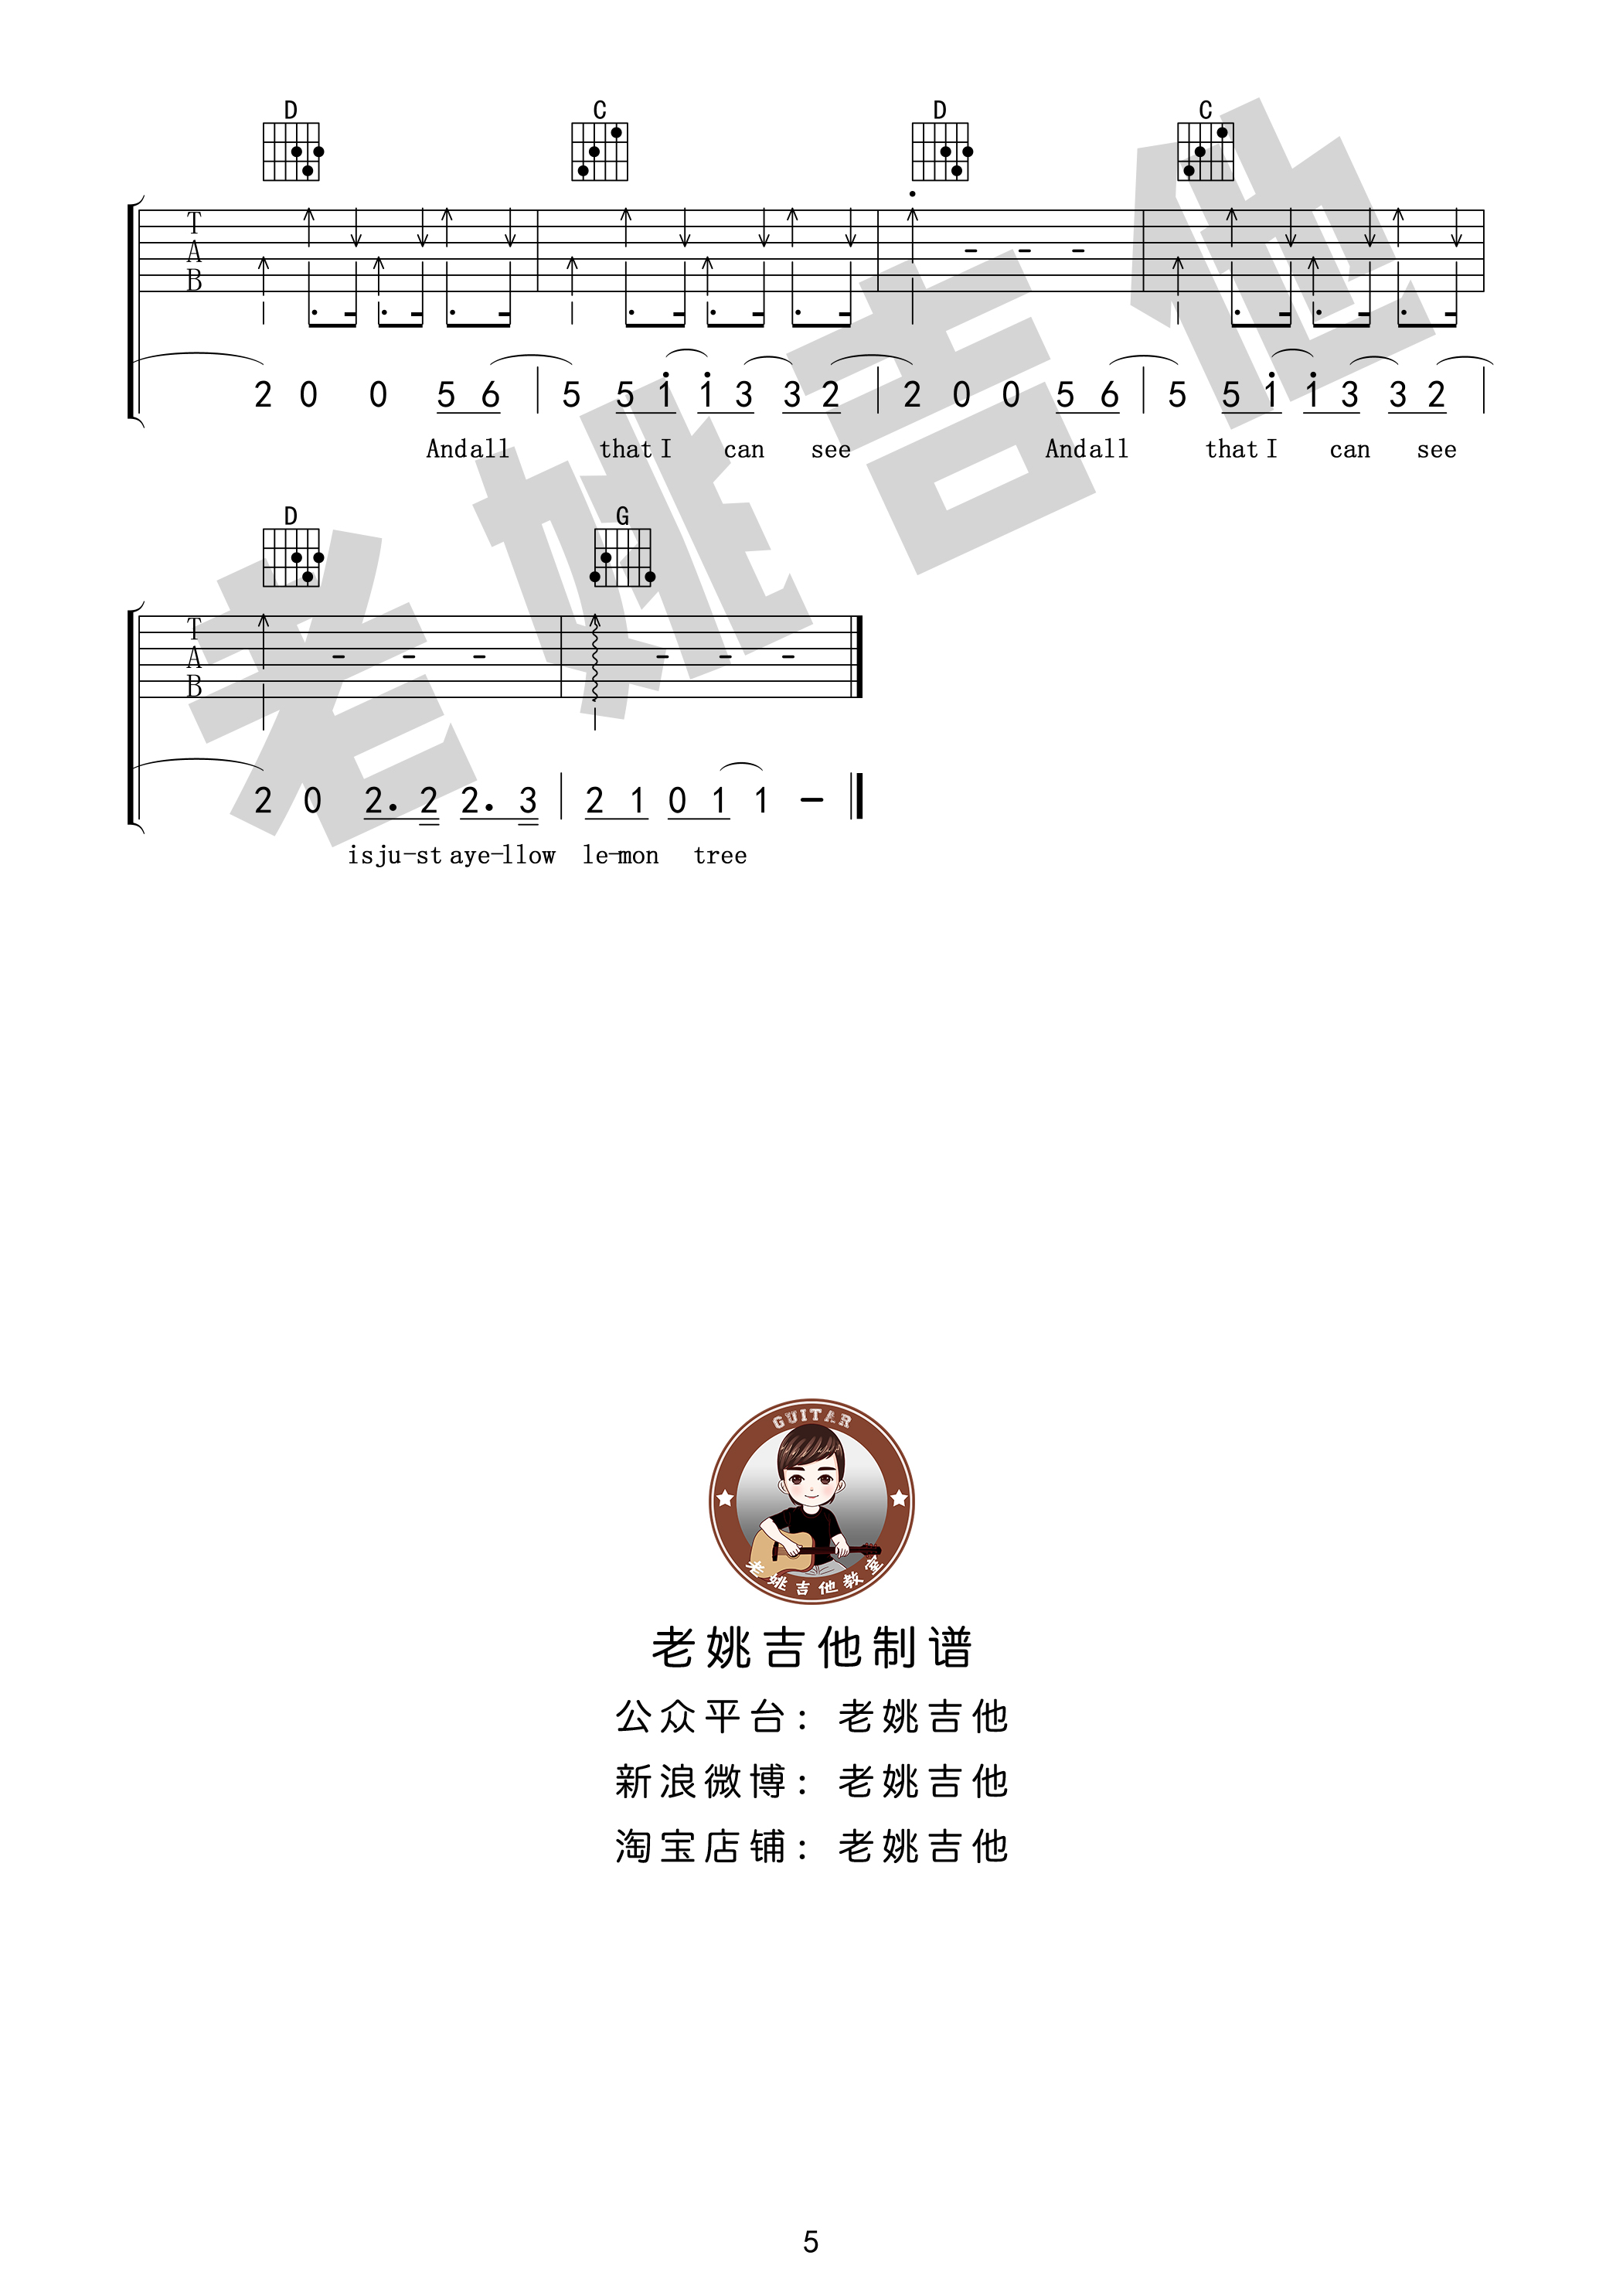 D C D C
T
A
B
2 0 0 5 6 5 5 1 1 3 3 2 2 0 0 5 6 5 5 1 1 3 3 2
Andall that I can see Andall that I can see
D G
T
A
B
2 0 2. 2 2. 3 2 1 0 1 1 -
isju-st aye-llow le-mon tree
老姚吉他
GUITAR
老姚吉他教室
老姚吉他制谱
公众平台：老姚吉他
新浪微博：老姚吉他
淘宝店铺：老姚吉他
5